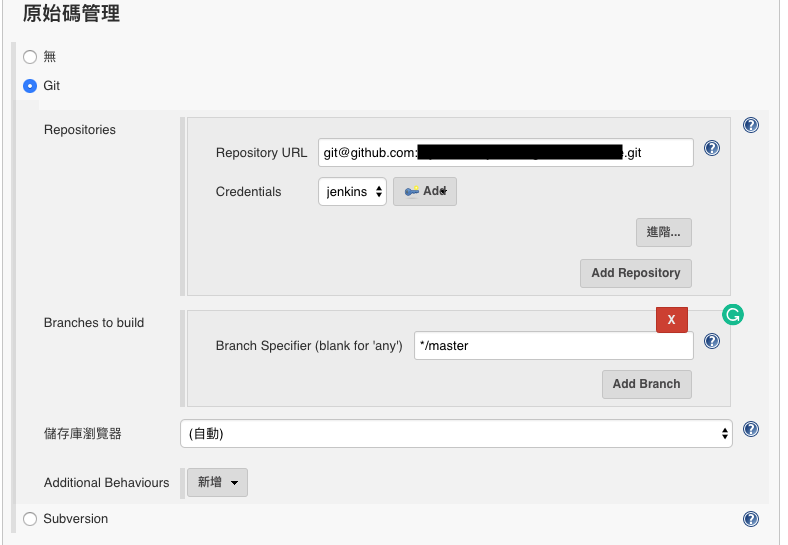 原始碼管理
無
Git
Repositories
Repository URL git@github.com: .git
Credentials jenkins Add
進階...
Add Repository
Branches to build
X
Branch Specifier (blank for 'any') */master
Add Branch
儲存庫瀏覽器 (自動)
Additional Behaviours 新增
Subversion